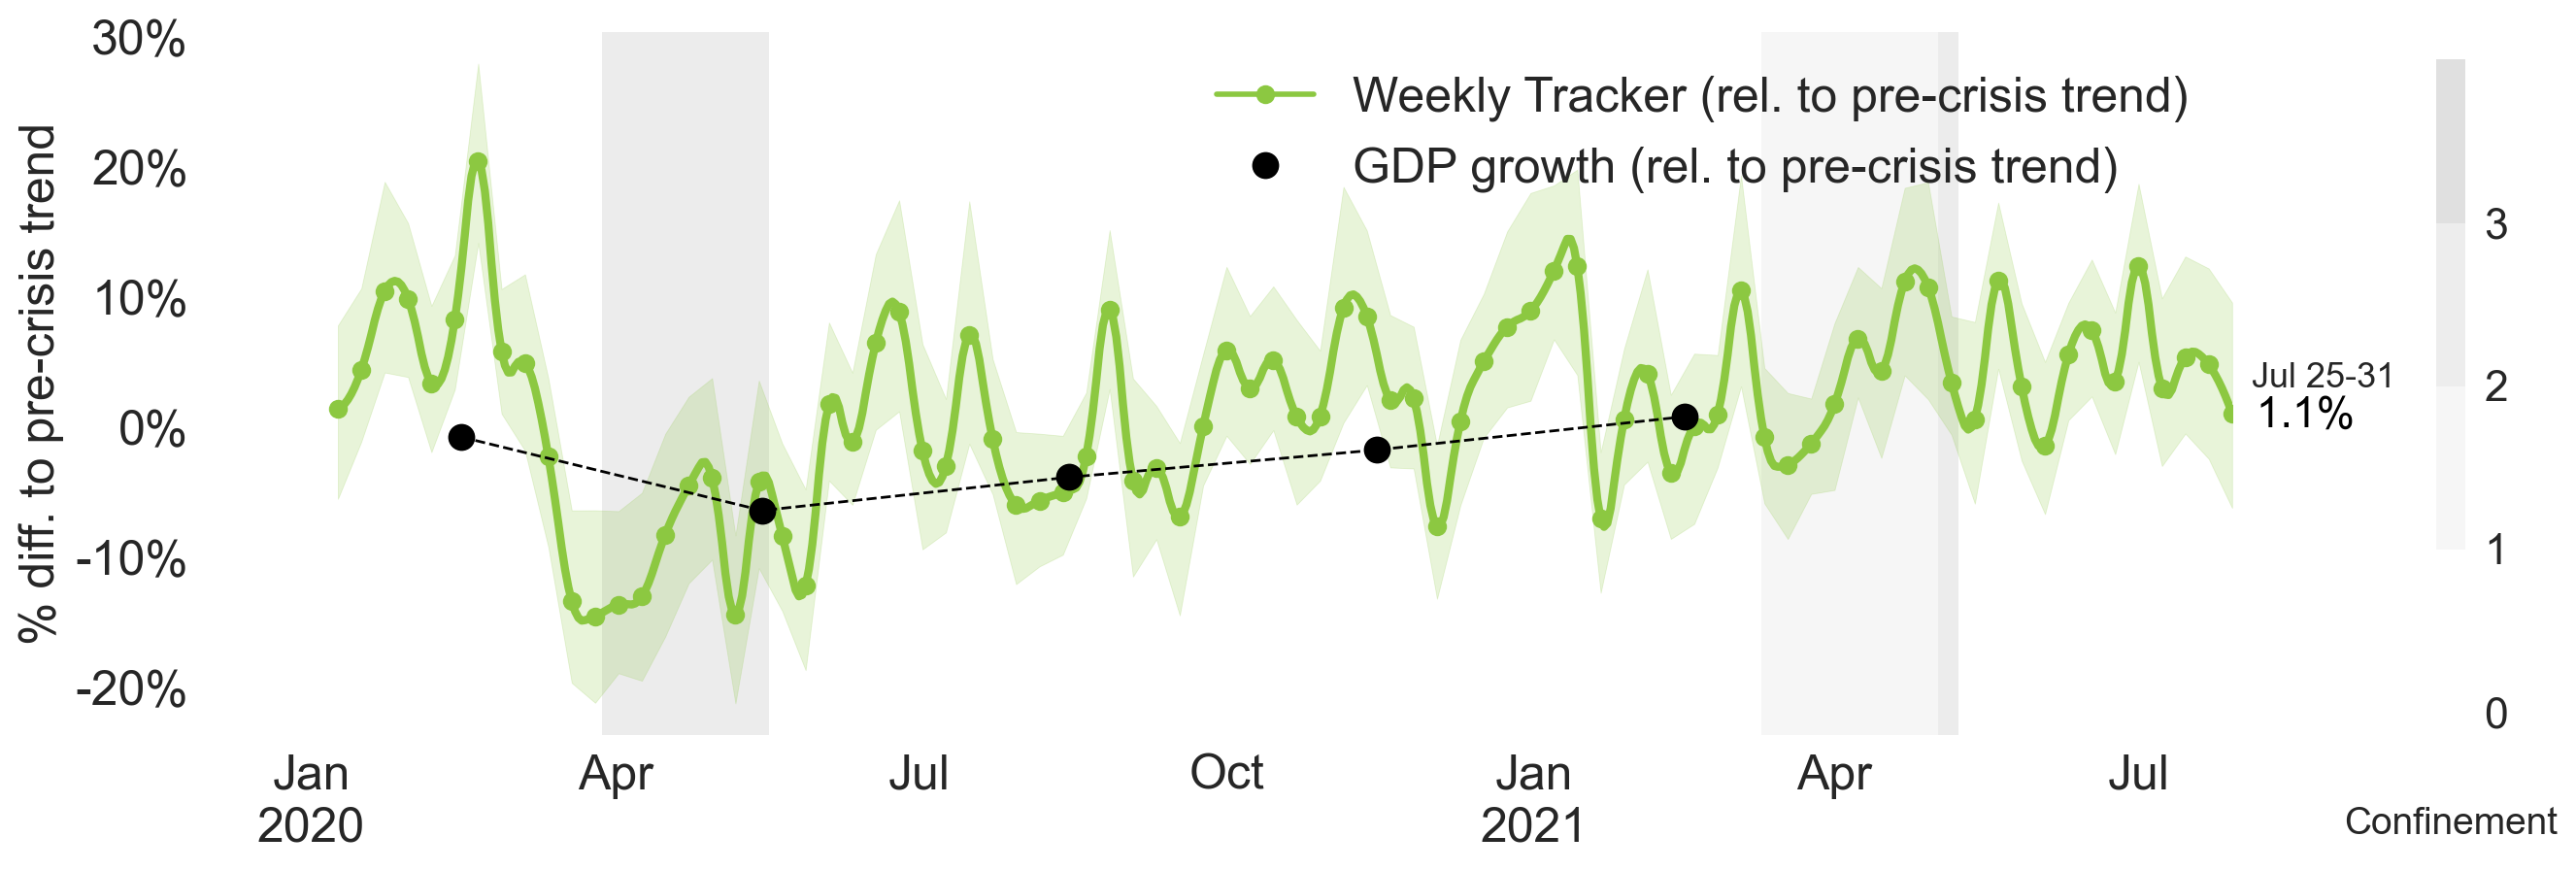 % diff. to pre-crisis trend
30%
20%
10%
0%
-10%
-20%
Weekly Tracker (rel. to pre-crisis trend)
GDP growth (rel. to pre-crisis trend)
Jul 25-31
1.1%
3
2
1
0
Jan Apr Jul Oct Jan Apr Jul
2020 2021
Confinement